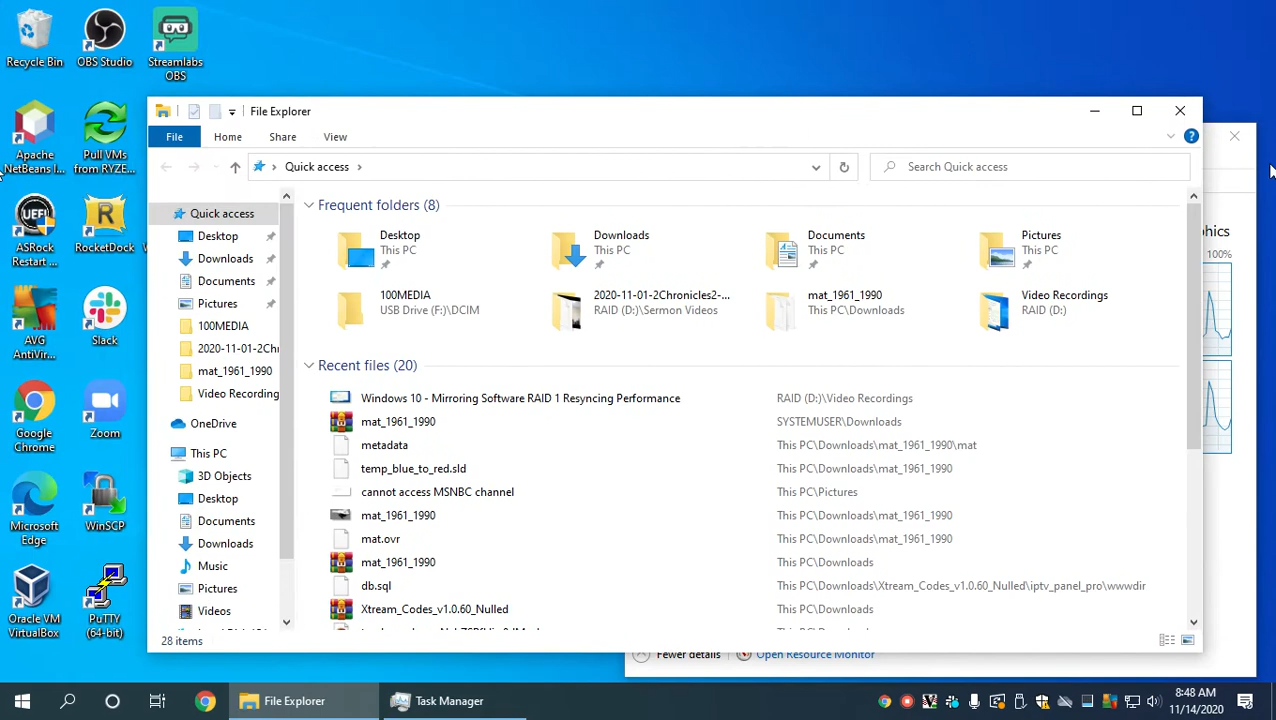 Recycle Bin
OBS Studio
Streamlabs
OBS
Apache
NetBeans I...
Pull VMs
from RYZE...
ASRock
Restart ...
RocketDock
AVG
AntiVir...
Slack
Google
Chrome
Zoom
Microsoft
Edge
WinSCP
Oracle VM
VirtualBox
PuTTY
(64-bit)
File Explorer
File Home Share View
Quick access
Search Quick access
Quick access
Desktop
Downloads
Documents
Pictures
100MEDIA
2020-11-01-2Chr
mat_1961_1990
Video Recording
OneDrive
This PC
3D Objects
Desktop
Documents
Downloads
Music
Pictures
Videos
Frequent folders (8)
Desktop
This PC
Downloads
This PC
Documents
This PC
Pictures
This PC
100MEDIA
USB Drive (F:)\DCIM
2020-11-01-2Chronicles2-...
RAID (D:)\Sermon Videos
mat_1961_1990
This PC\Downloads
Video Recordings
RAID (D:)
Recent files (20)
Windows 10 - Mirroring Software RAID 1 Resyncing Performance RAID (D:)\Video Recordings
mat_1961_1990 SYSTEMUSER\Downloads
metadata This PC\Downloads\mat_1961_1990\mat
temp_blue_to_red.sld This PC\Downloads\mat_1961_1990
cannot access MSNBC channel This PC\Pictures
mat_1961_1990 This PC\Downloads\mat_1961_1990
mat.ovr This PC\Downloads\mat_1961_1990
mat_1961_1990 This PC\Downloads
db.sql This PC\Downloads\Xtream_Codes_v1.0.60_Nulled\iptv_panel_pro\wwwdir
Xtream_Codes_v1.0.60_Nulled This PC\Downloads
28 items
phics
100%
Fewer details Open Resource Monitor
File Explorer
Task Manager
8:48 AM
11/14/2020